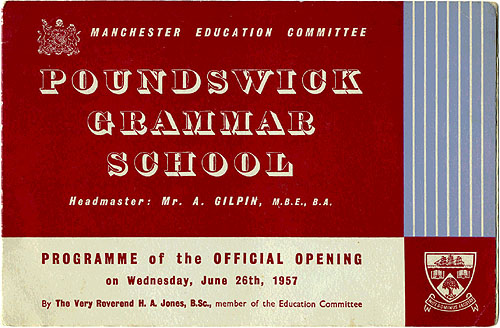 MANCHESTER EDUCATION COMMITTEE
POUNDSWICK
GRAMMAR
SCHOOL
Headmaster: Mr. A. GILPIN, M.B.E., B.A.
PROGRAMME of the OFFICIAL OPENING
on Wednesday, June 26th, 1957
By The Very Reverend H. A. Jones, B.Sc., member of the Education Committee